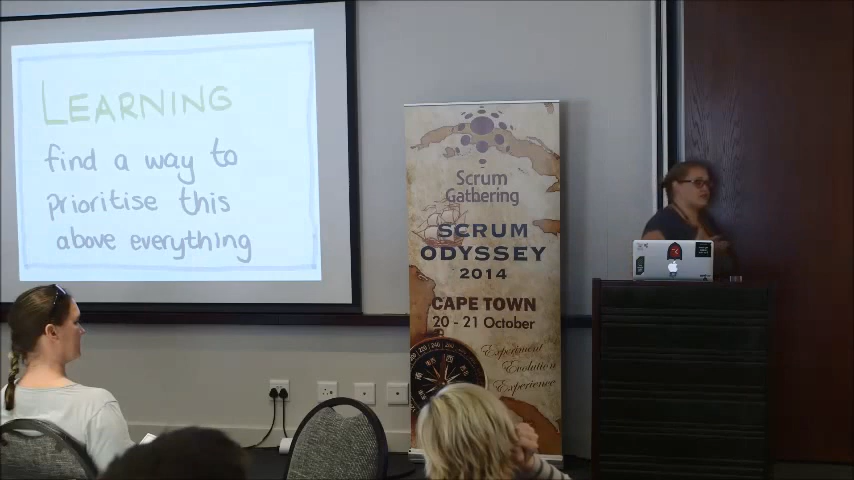 LEARNING
find a way to
prioritise this
above everything
Scrum
Gathering
SCRUM
ODYSSEY
2014
CAPE TOWN
20 - 21 October
Experiment
Evolution
Experience